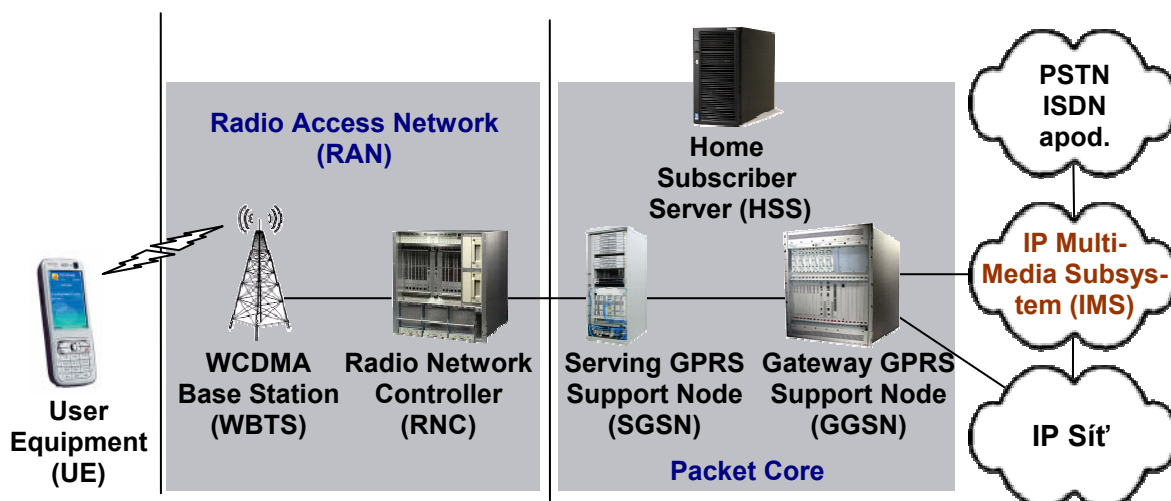 Radio Access Network
(RAN)
Home
Subscriber
Server (HSS)
PSTN
ISDN
apod.
IP Multi-
Media Subsys-
tem (IMS)
User
Equipment
(UE)
WCDMA
Base Station
(WBTS)
Radio Network
Controller
(RNC)
Serving GPRS
Support Node
(SGSN)
Gateway GPRS
Support Node
(GGSN)
IP Síť
Packet Core